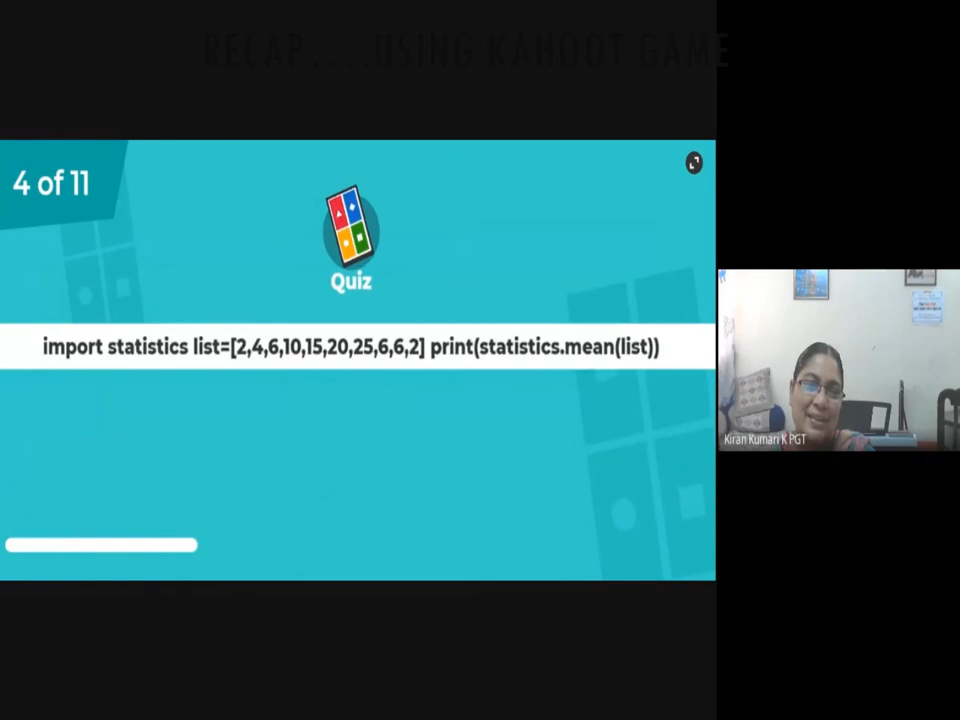 RECAP....USING KAHOOT GAME
4 of 11
Quiz
import statistics list=[2,4,6,10,15,20,25,6,6,2] print(statistics.mean(list))
Kiran Kumari K PGT